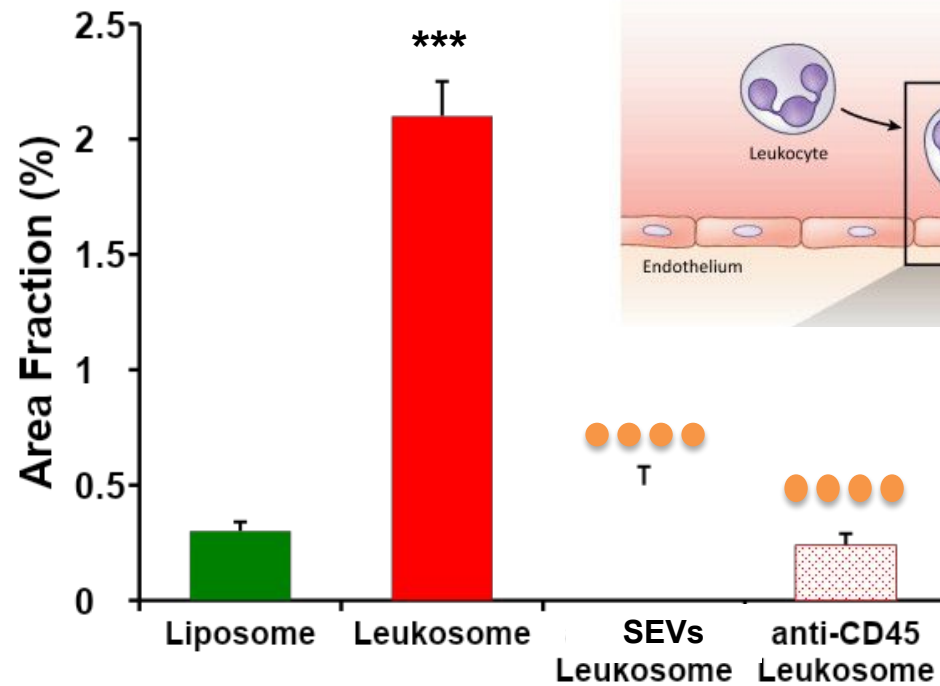 2.5
***
2
1.5
1
0.5
0
Area Fraction (%)
Leukocyte
Endothelium
Liposome
Leukosome
SEVs
Leukosome
anti-CD45
Leukosome